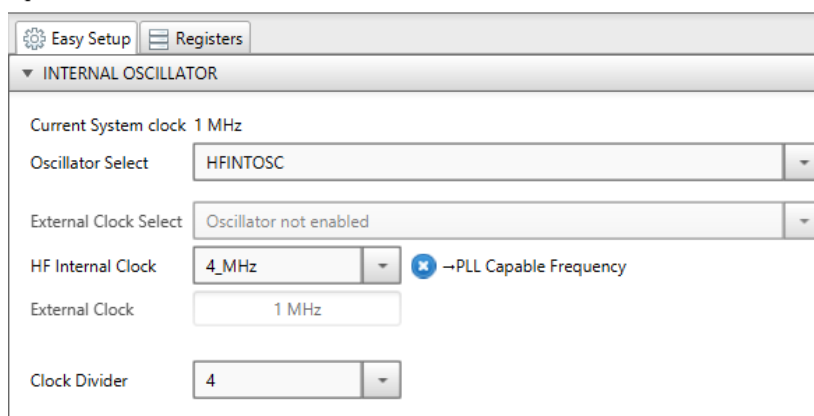 Easy Setup Registers
INTERNAL OSCILLATOR
Current System clock 1 MHz
Oscillator Select HFINTOSC
External Clock Select Oscillator not enabled
HF Internal Clock 4_MHz →PLL Capable Frequency
External Clock 1 MHz
Clock Divider 4